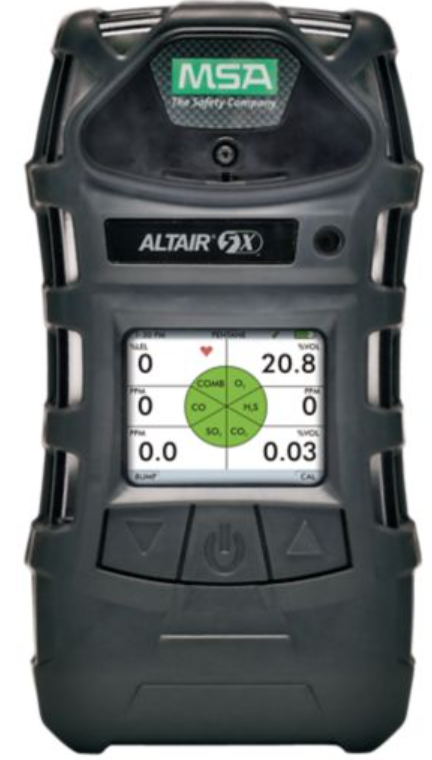 MSA
The Safety Company
ALTAIR® 5X
PENTANE
%LEL %VOL
0 20.8
COMB O₂
PPM PPM
0 CO H₂S 0
PPM %VOL
SO₂ CO₂
0.0 0.03
BUMP CAL